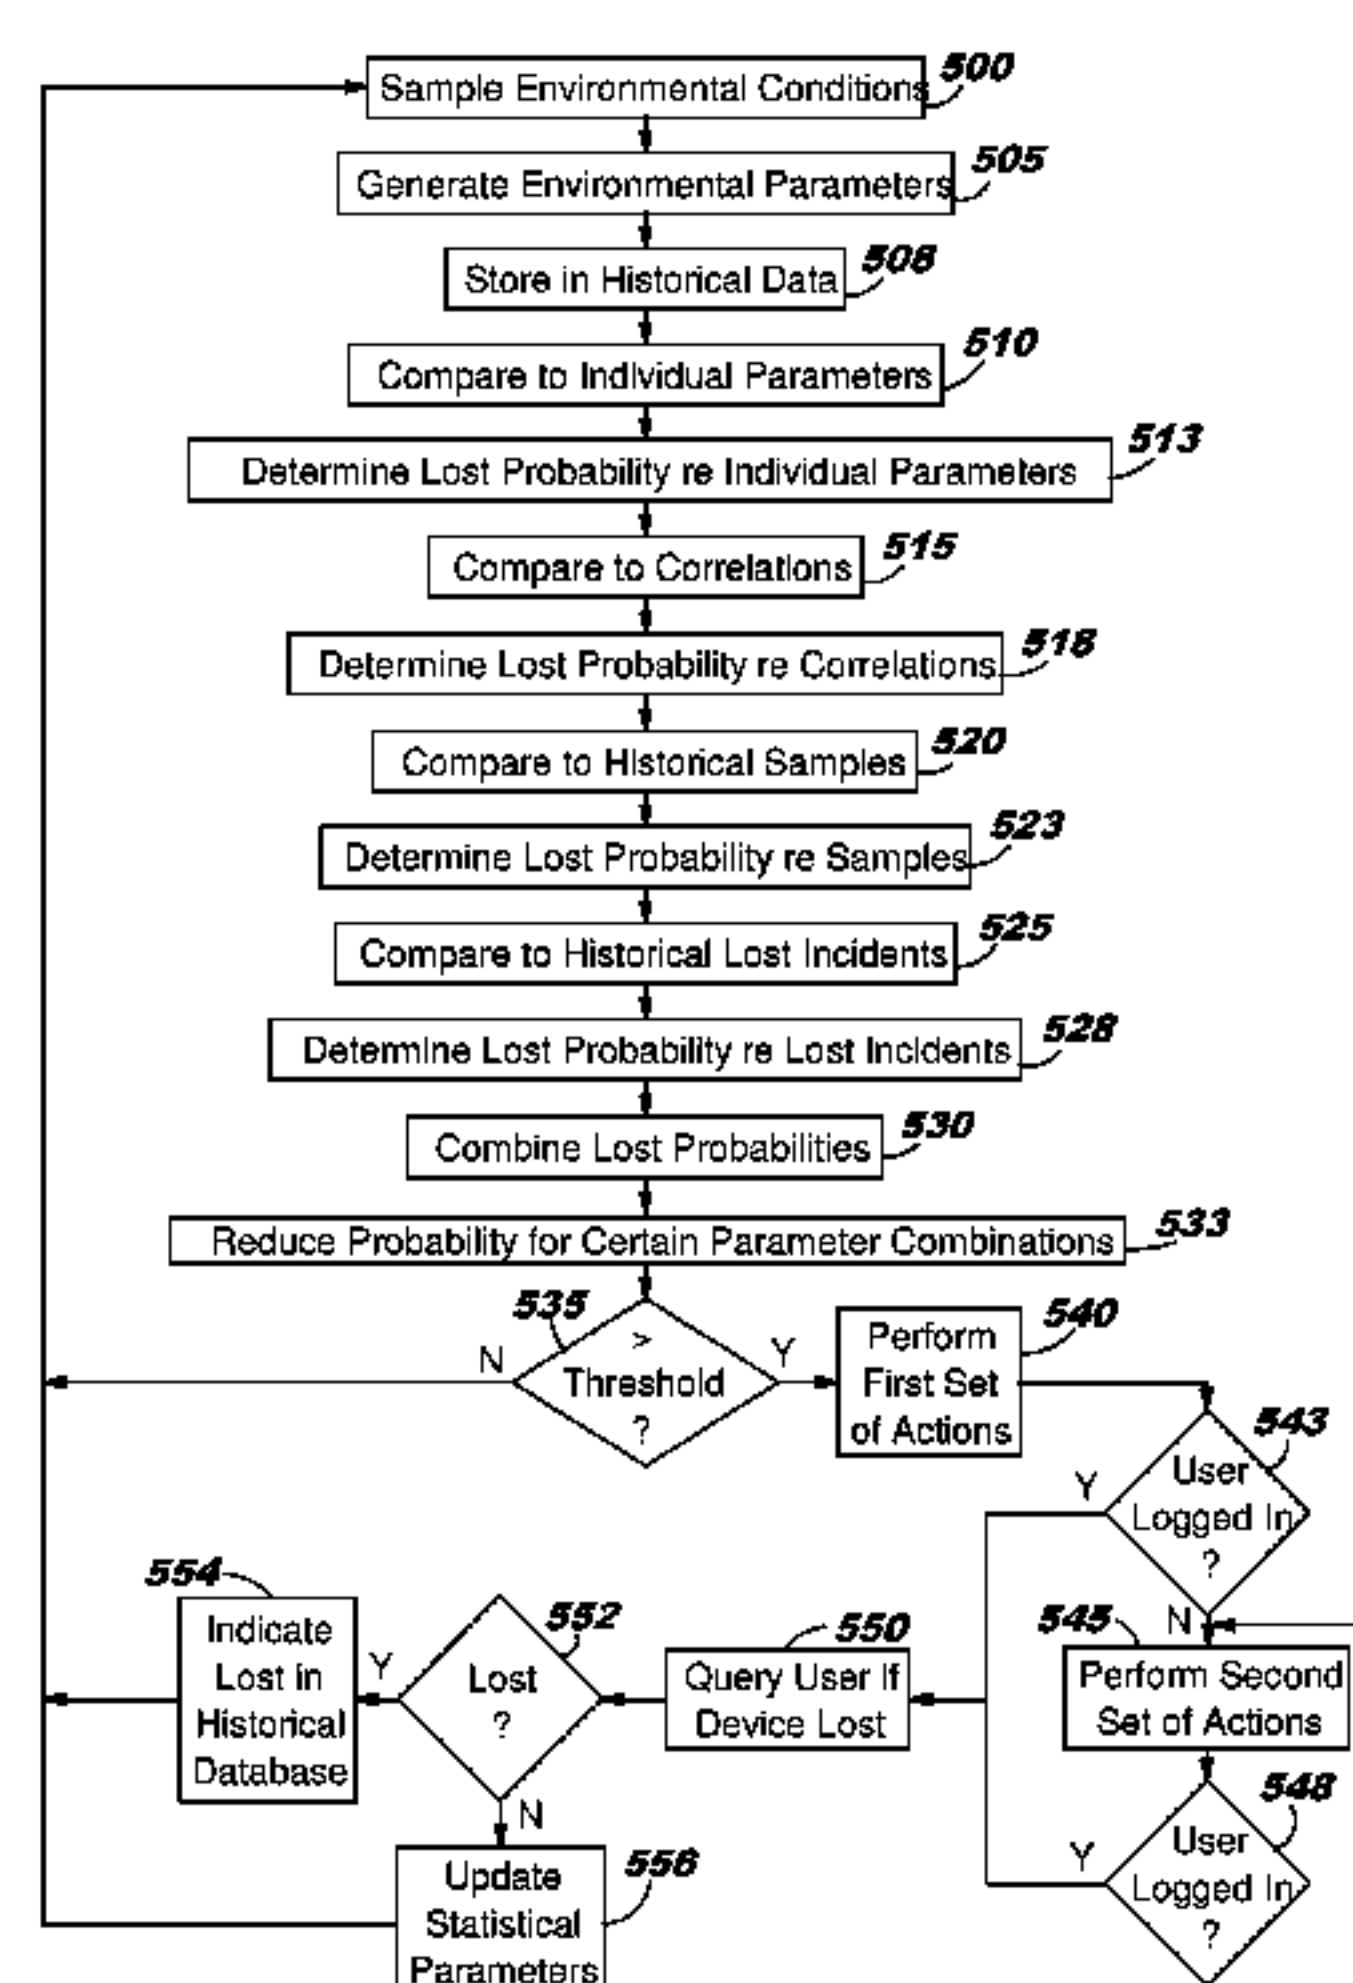 Sample Environmental Conditions
500
Generate Environmental Parameters
505
Store in Historical Data
508
Compare to Individual Parameters
510
Determine Lost Probability re Individual Parameters
513
Compare to Correlations
515
Determine Lost Probability re Correlations
518
Compare to Historical Samples
520
Determine Lost Probability re Samples
523
Compare to Historical Lost Incidents
525
Determine Lost Probability re Lost Incidents
528
Combine Lost Probabilities
530
Reduce Probability for Certain Parameter Combinations
533
535
>
Threshold
?
N
Y
Perform
First Set
of Actions
540
543
User
Logged In
?
Y
N
545
Perform Second
Set of Actions
548
User
Logged In
?
Y
550
Query User If
Device Lost
552
Lost
?
Y
N
554
Indicate
Lost in
Historical
Database
556
Update
Statistical
Parameters